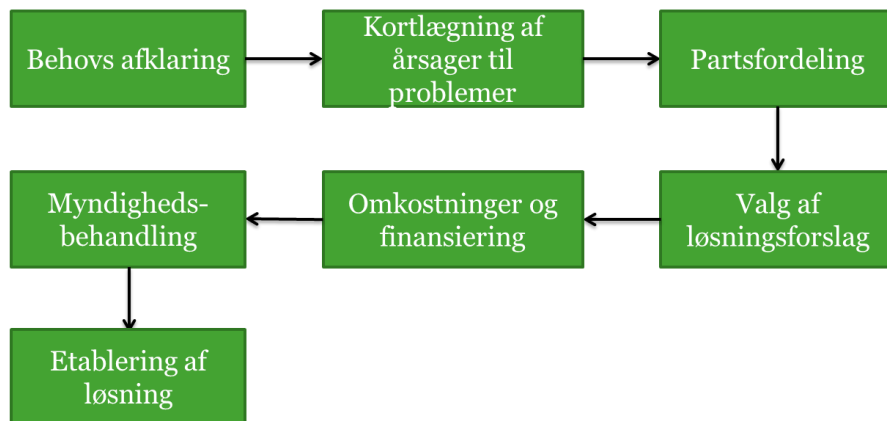 Behovs afklaring
Kortlægning af
årsager til
problemer
Partsfordeling
Valg af
løsningsforslag
Omkostninger og
finansiering
Myndigheds-
behandling
Etablering af
løsning